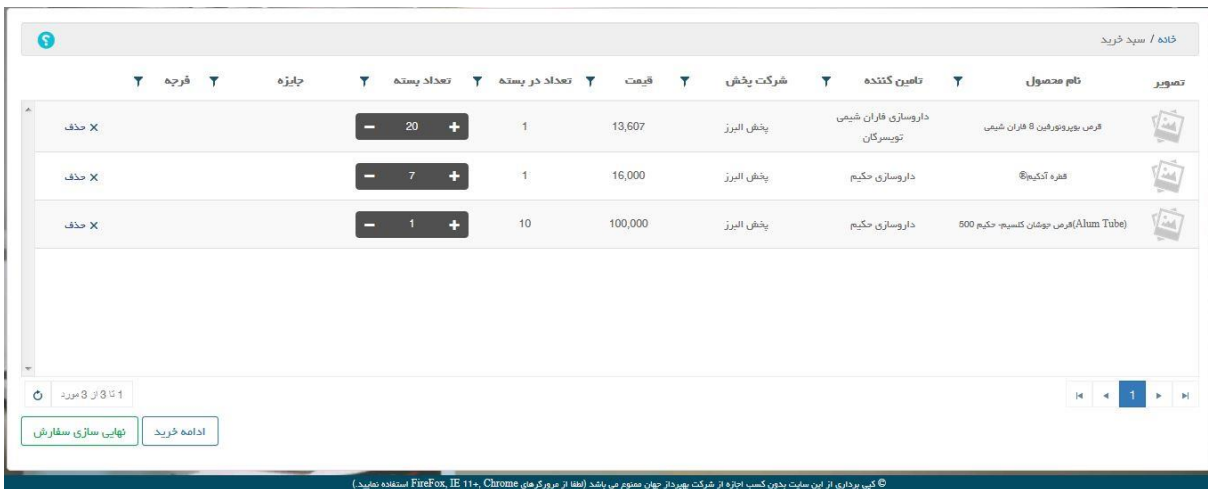 خانه / سبد خرید
تصویر نام محصول تامین کننده شرکت پخش قیمت تعداد در بسته تعداد بسته جایزه فرجه
قرص بوپرونورفین 8 فاران شیمی داروسازی فاران شیمی تویسرکان پخش البرز 13,607 1 + 20 - × حذف
قطره آدکیم® داروسازی حکیم پخش البرز 16,000 1 + 7 - × حذف
(Alum Tube)قرص جوشان کلسیم- حکیم 500 داروسازی حکیم پخش البرز 100,000 10 + 1 - × حذف
1
1 تا 3 از 3 مورد
ادامه خرید
نهایی سازی سفارش
© کپی برداری از این سایت بدون کسب اجازه از شرکت بهپرداز جهان ممنوع می باشد (لطفا از مرورگرهای FireFox, IE 11+, Chrome استفاده نمایید.)